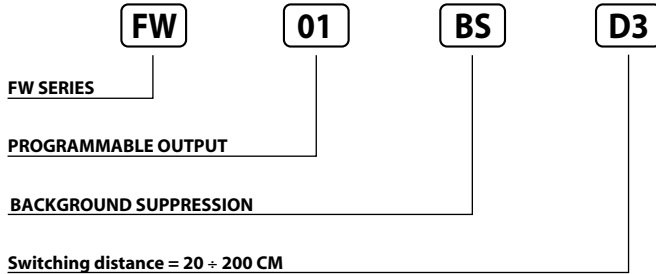 FW 01 BS D3
FW SERIES
PROGRAMMABLE OUTPUT
BACKGROUND SUPPRESSION
Switching distance = 20 ÷ 200 CM